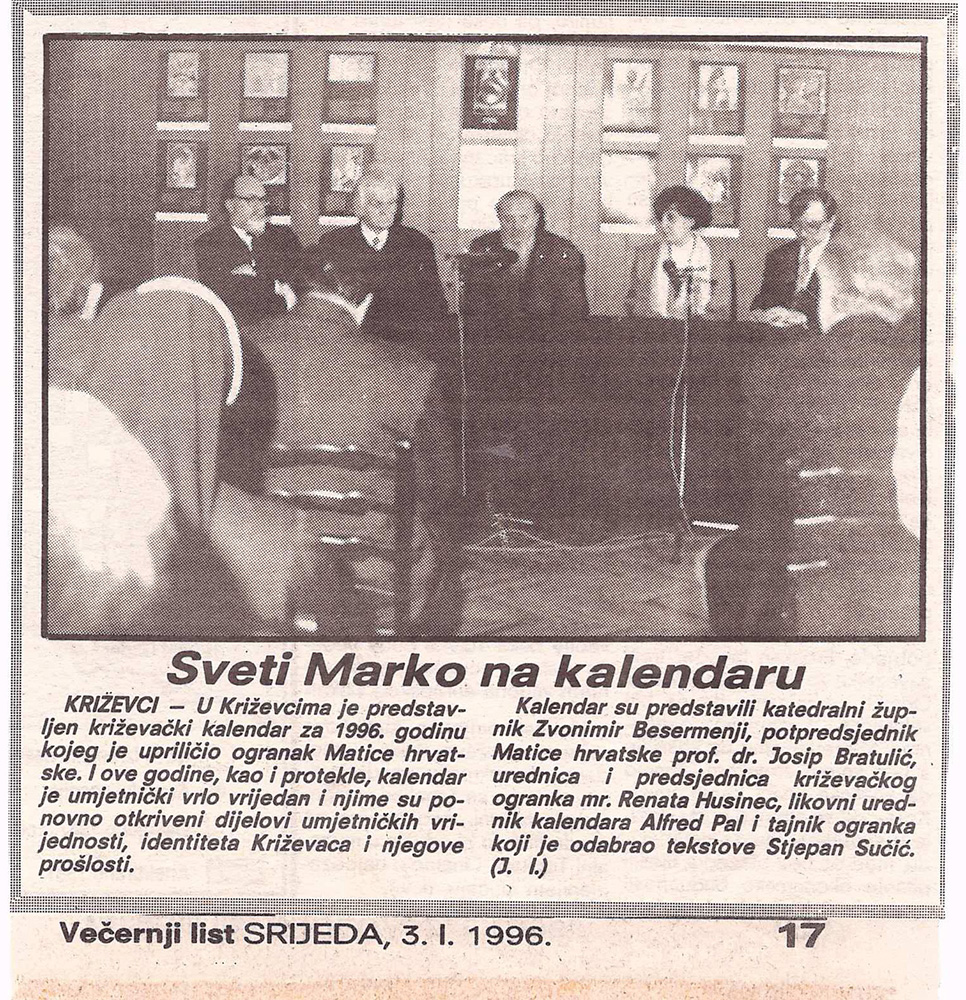 Sveti Marko na kalendaru
KRIŽEVCI — U Križevcima je predstav-
ljen križevački kalendar za 1996. godinu
kojeg je upriličio ogranak Matice hrvat-
ske. I ove godine, kao i protekle, kalendar
je umjetnički vrlo vrijedan i njime su po-
novno otkriveni dijelovi umjetničkih vri-
jednosti, identiteta Križevaca i njegove
prošlosti.
Kalendar su predstavili katedralni žup-
nik Zvonimir Besermenji, potpredsjednik
Matice hrvatske prof. dr. Josip Bratulić,
urednica i predsjednica križevačkog
ogranka mr. Renata Husinec, likovni ured-
nik kalendara Alfred Pal i tajnik ogranka
koji je odabrao tekstove Stjepan Sučić.
(J. I.)
Večernji list SRIJEDA, 3. I. 1996. 17